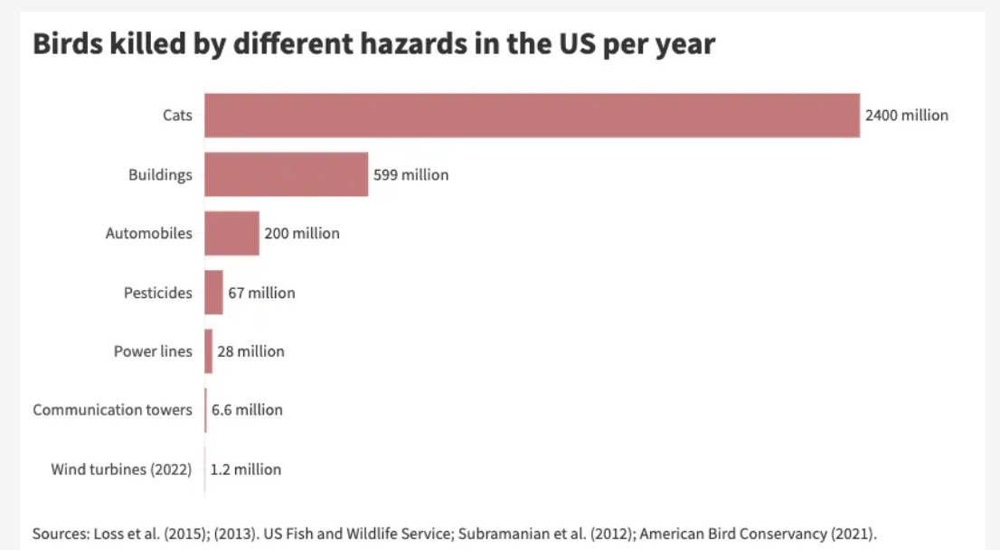 Birds killed by different hazards in the US per year
Cats 2400 million
Buildings 599 million
Automobiles 200 million
Pesticides 67 million
Power lines 28 million
Communication towers 6.6 million
Wind turbines (2022) 1.2 million
Sources: Loss et al. (2015); (2013). US Fish and Wildlife Service; Subramanian et al. (2012); American Bird Conservancy (2021).